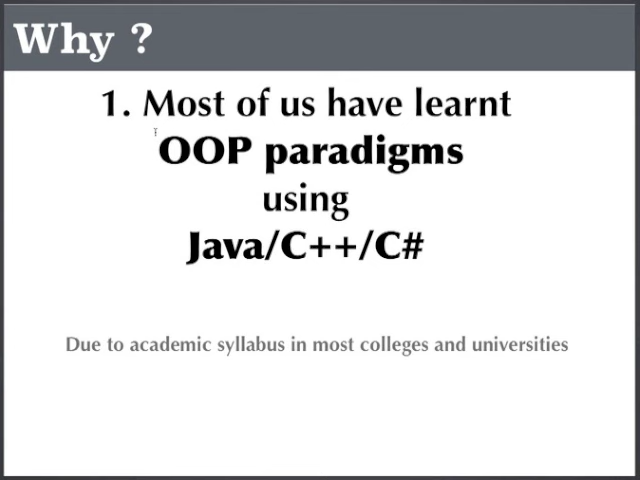 Why ?
1. Most of us have learnt
OOP paradigms
using
Java/C++/C#
Due to academic syllabus in most colleges and universities